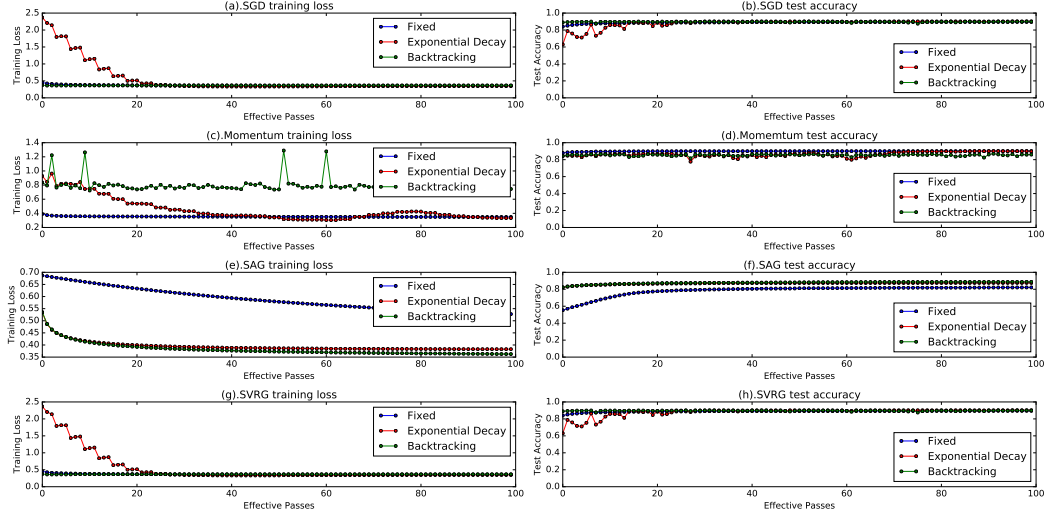 (a).SGD training loss
2.5
2.0
1.5
1.0
0.5
0.0
Training Loss
Fixed
Exponential Decay
Backtracking
0 20 40 60 80 100
Effective Passes
(b).SGD test accuracy
1.0
0.8
0.6
0.4
0.2
0.0
Test Accuracy
Fixed
Exponential Decay
Backtracking
0 20 40 60 80 100
Effective Passes
(c).Momentum training loss
1.4
1.2
1.0
0.8
0.6
0.4
0.2
Training Loss
Fixed
Exponential Decay
Backtracking
0 20 40 60 80 100
Effective Passes
(d).Momemtum test accuracy
1.0
0.8
0.6
0.4
0.2
0.0
Test Accuracy
Fixed
Exponential Decay
Backtracking
0 20 40 60 80 100
Effective Passes
(e).SAG training loss
0.70
0.65
0.60
0.55
0.50
0.45
0.40
0.35
Training Loss
Fixed
Exponential Decay
Backtracking
0 20 40 60 80 100
Effective Passes
(f).SAG test accuracy
1.0
0.8
0.6
0.4
0.2
0.0
Test Accuracy
Fixed
Exponential Decay
Backtracking
0 20 40 60 80 100
Effective Passes
(g).SVRG training loss
2.5
2.0
1.5
1.0
0.5
0.0
Training Loss
Fixed
Exponential Decay
Backtracking
0 20 40 60 80 100
Effective Passes
(h).SVRG test accuracy
1.0
0.8
0.6
0.4
0.2
0.0
Test Accuracy
Fixed
Exponential Decay
Backtracking
0 20 40 60 80 100
Effective Passes